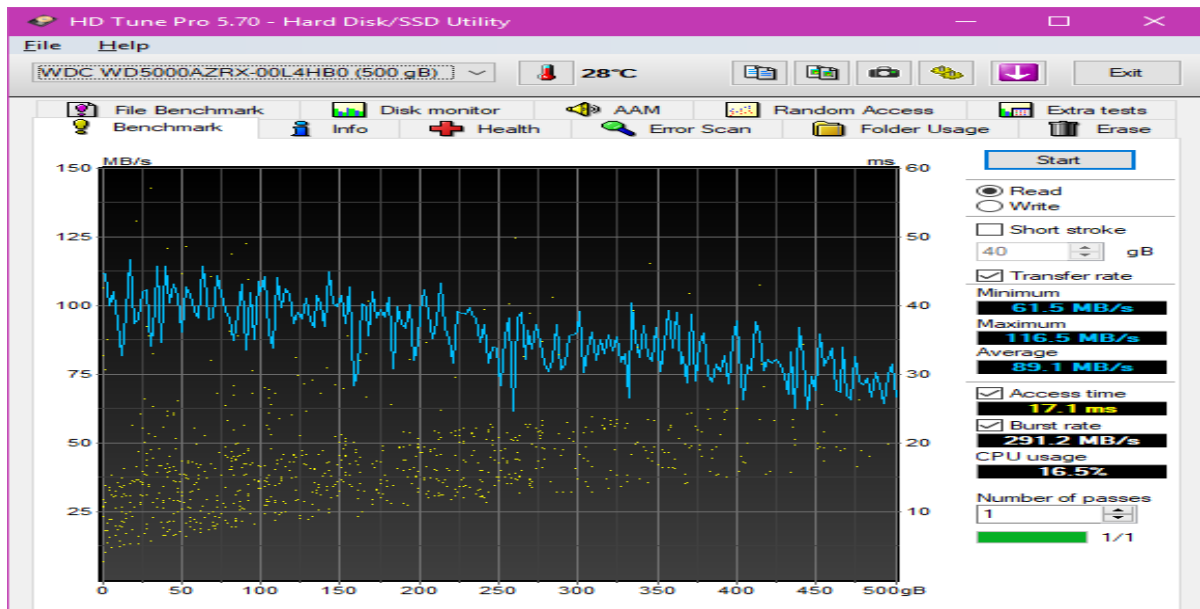 HD Tune Pro 5.70 - Hard Disk/SSD Utility
File Help
WDC WD5000AZRX-00L4HB0 (500 gB) 28°C Exit
File Benchmark Disk monitor AAM Random Access Extra tests
Benchmark Info Health Error Scan Folder Usage Erase
MB/s ms
150 60
125 50
100 40
75 30
50 20
25 10
0 50 100 150 200 250 300 350 400 450 500gB
Start
Read
Write
Short stroke
40 gB
Transfer rate
Minimum
61.5 MB/s
Maximum
116.5 MB/s
Average
89.1 MB/s
Access time
17.1 ms
Burst rate
291.2 MB/s
CPU usage
16.5%
Number of passes
1
1/1